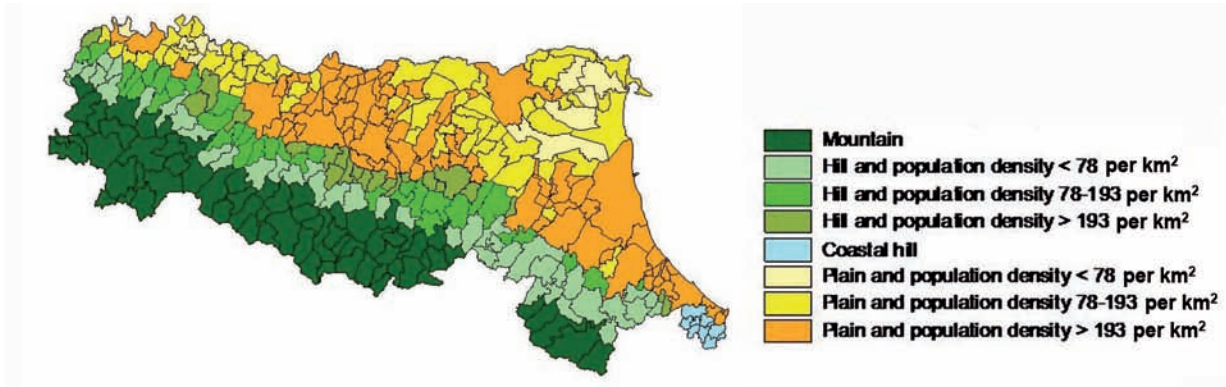 Mountain
Hill and population density < 78 per km²
Hill and population density 78-193 per km²
Hill and population density > 193 per km²
Coastal hill
Plain and population density < 78 per km²
Plain and population density 78-193 per km²
Plain and population density > 193 per km²